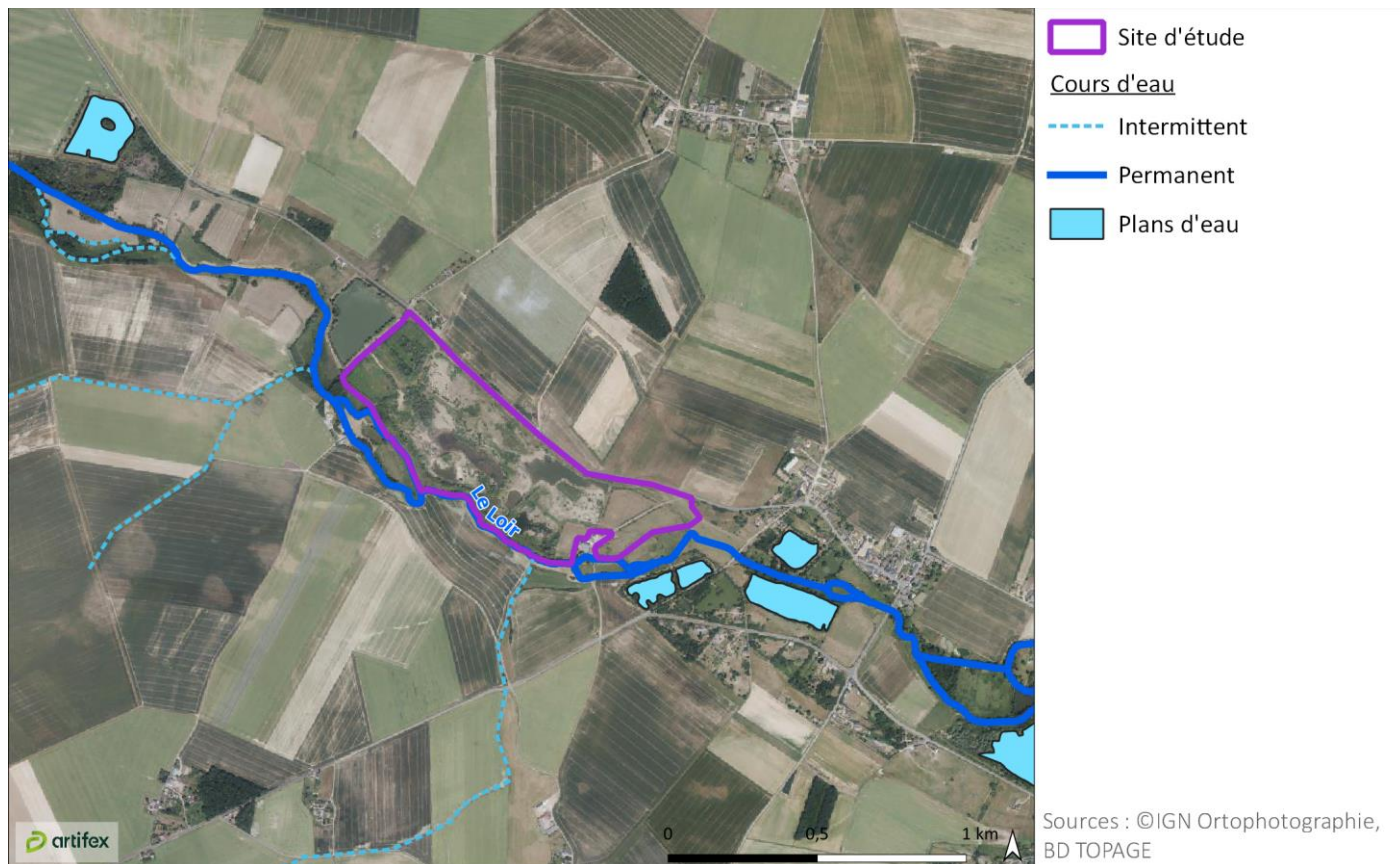 Site d'étude
Cours d'eau
Intermittent
Permanent
Plans d'eau
Le Loir
0 0,5 1 km
artifex
Sources : ©IGN Ortophotographie,
BD TOPAGE